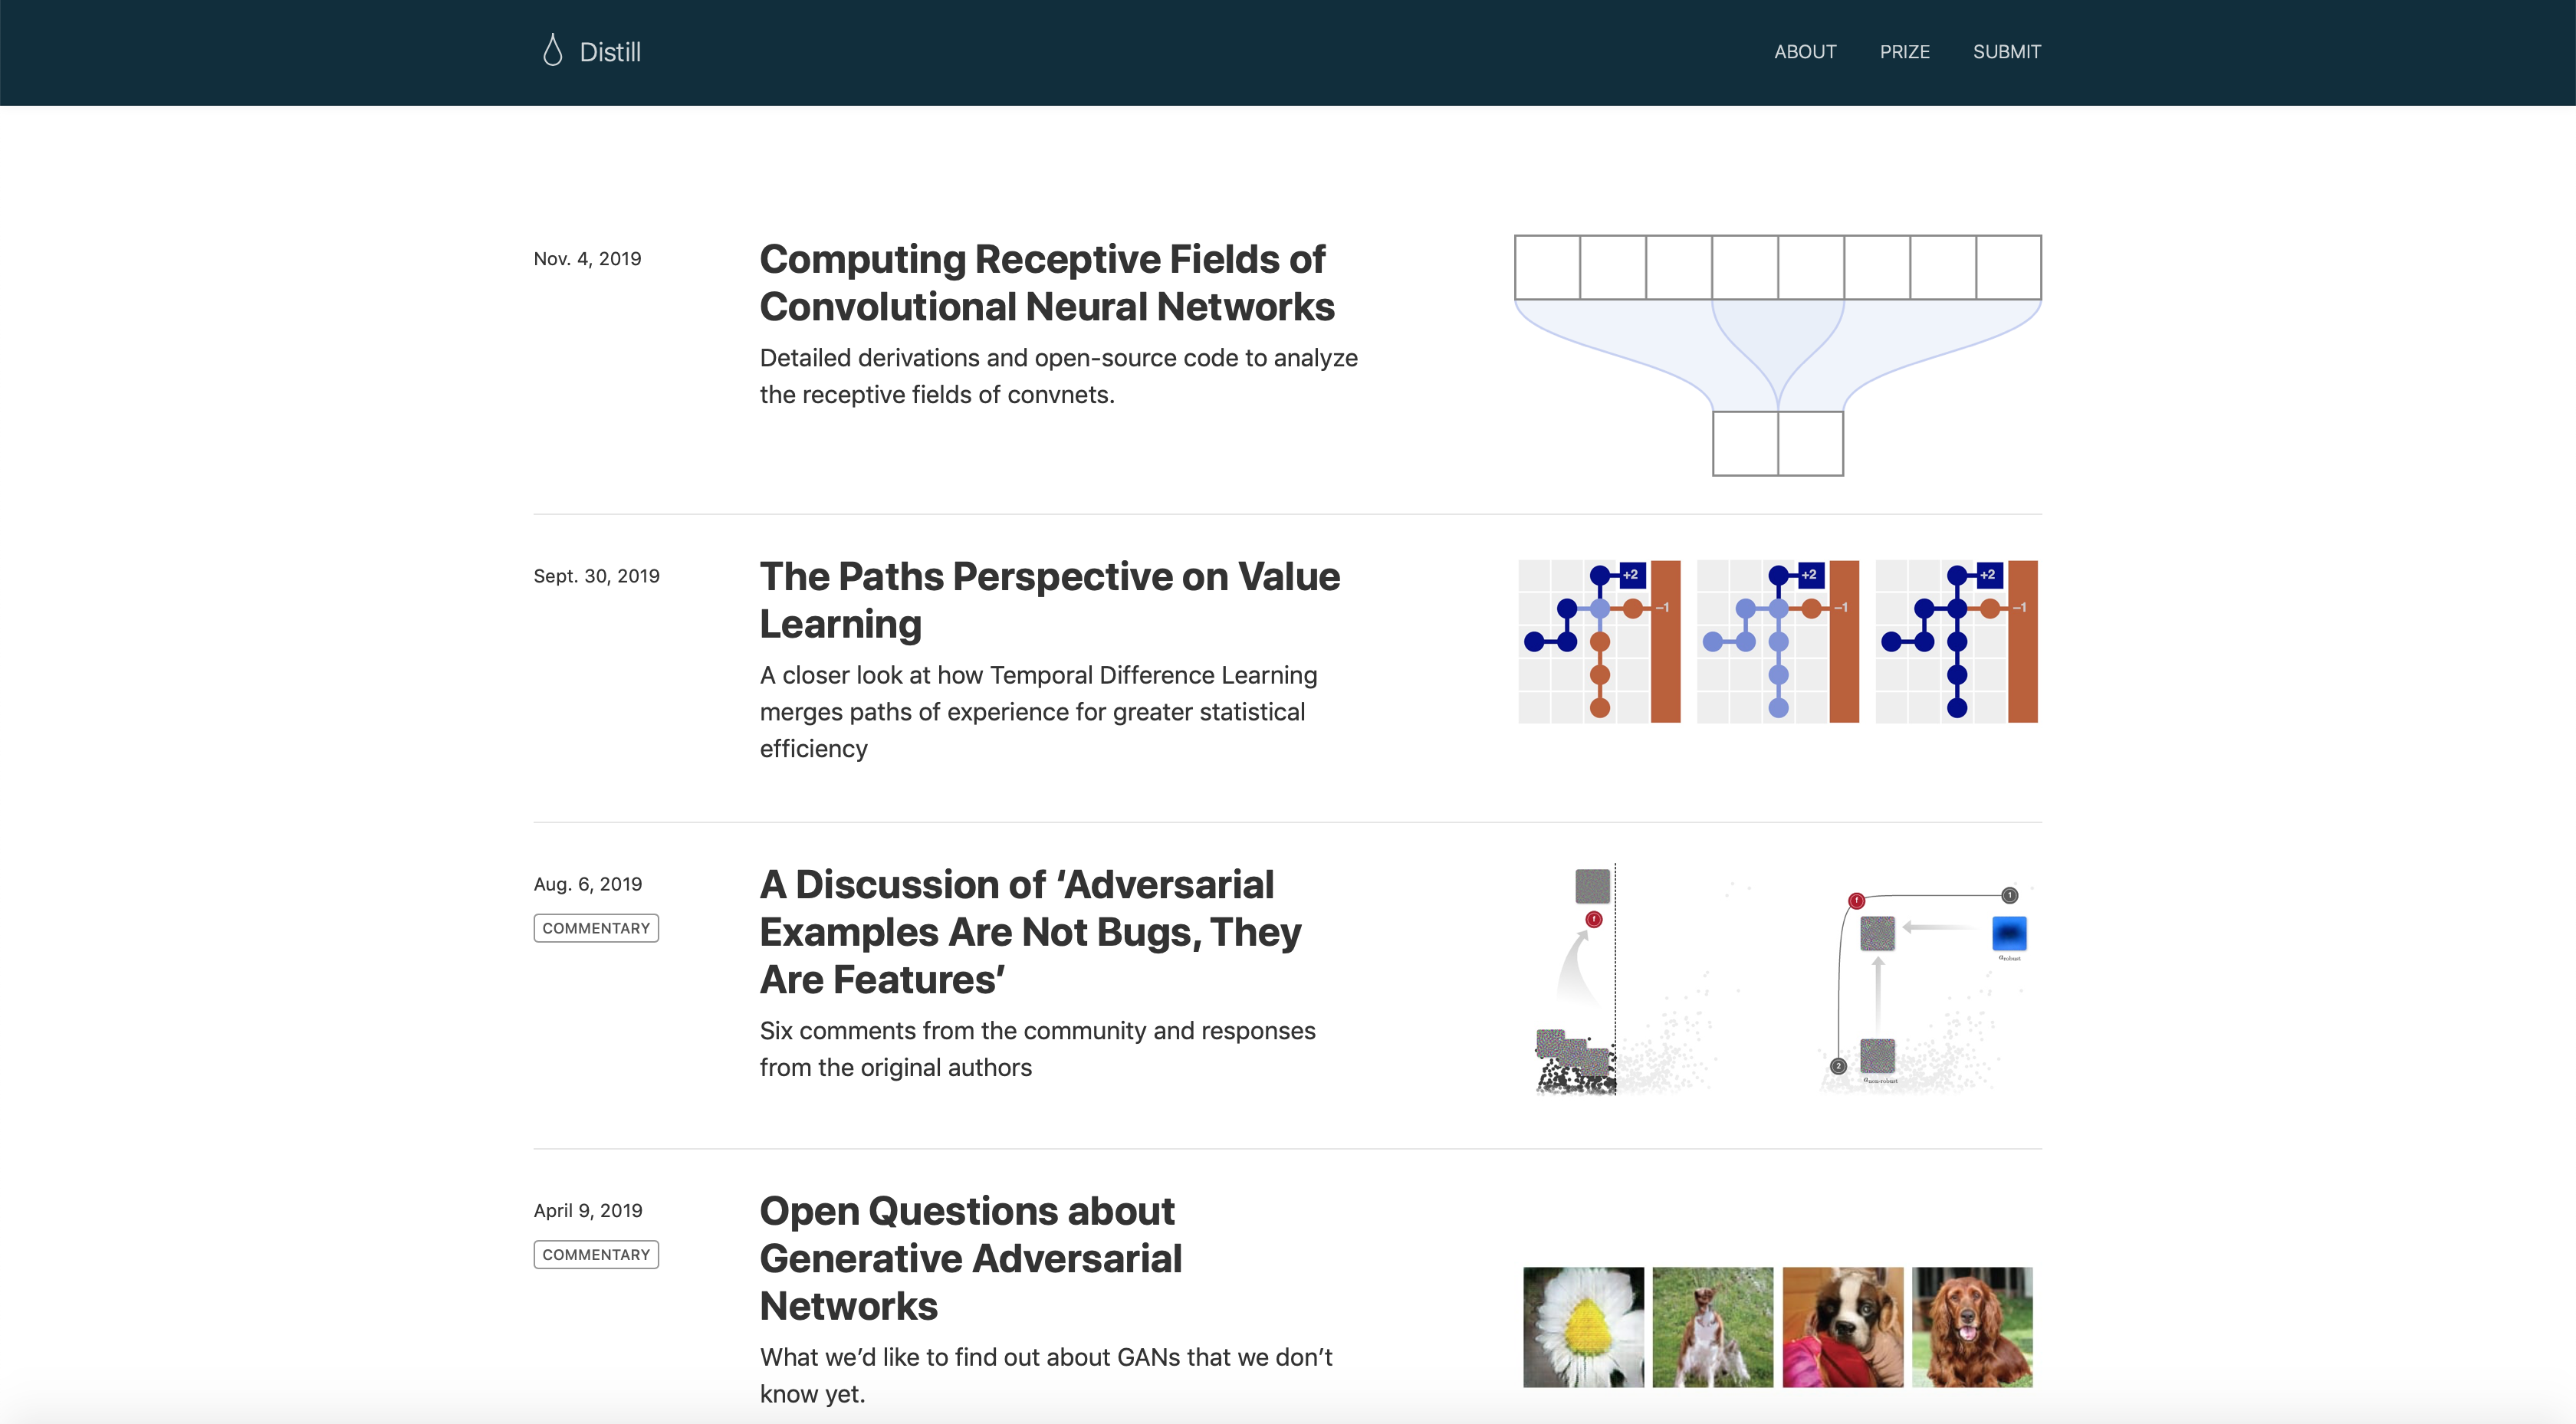 Distill
ABOUT PRIZE SUBMIT
Nov. 4, 2019
Computing Receptive Fields of
Convolutional Neural Networks
Detailed derivations and open-source code to analyze
the receptive fields of convnets.
Sept. 30, 2019
The Paths Perspective on Value
Learning
A closer look at how Temporal Difference Learning
merges paths of experience for greater statistical
efficiency
+2 +2 +2
−1 −1 −1
Aug. 6, 2019
COMMENTARY
A Discussion of ‘Adversarial
Examples Are Not Bugs, They
Are Features’
Six comments from the community and responses
from the original authors
1
a robust
2
a non-robust
April 9, 2019
COMMENTARY
Open Questions about
Generative Adversarial
Networks
What we’d like to find out about GANs that we don’t
know yet.